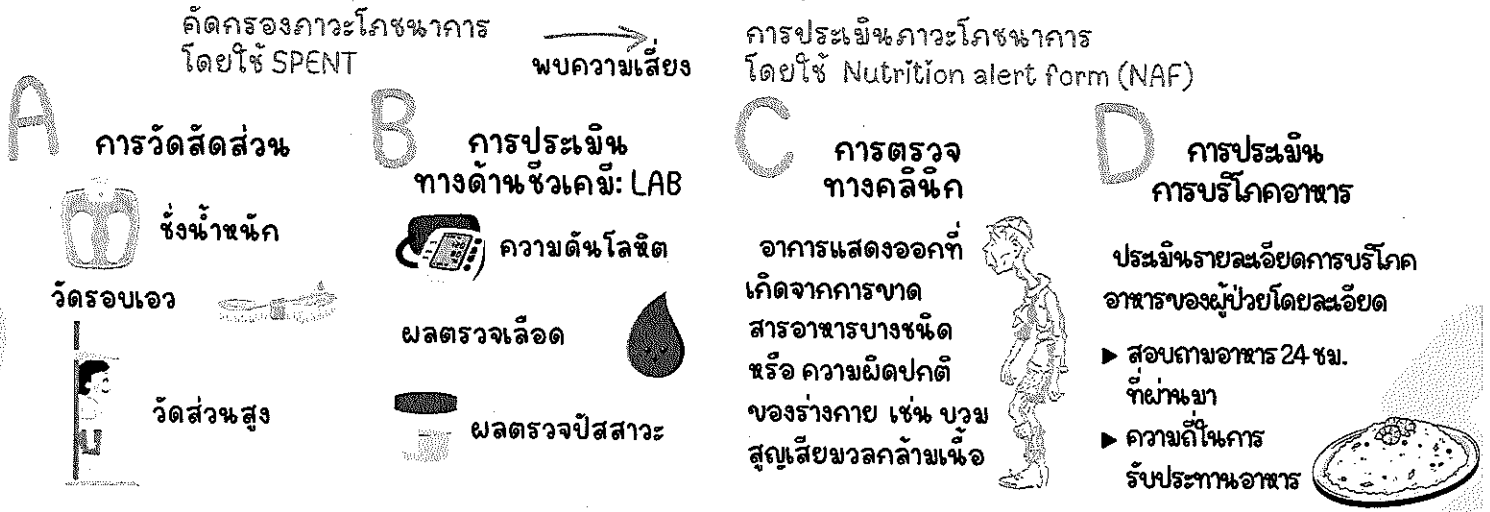 คัดกรองภาวะโภชนาการ
โดยใช้ SPENT
พบความเสี่ยง
การประเมินภาวะโภชนาการ
โดยใช้ Nutrition alert form (NAF)
A
การวัดสัดส่วน
ชั่งน้ำหนัก
วัดรอบเอว
วัดส่วนสูง
B
การประเมิน
ทางด้านชีวเคมี: LAB
ความดันโลหิต
ผลตรวจเลือด
ผลตรวจปัสสาวะ
C
การตรวจ
ทางคลินิก
อาการแสดงออกที่
เกิดจากการขาด
สารอาหารบางชนิด
หรือ ความผิดปกติ
ของร่างกาย เช่น บวม
สูญเสียมวลกล้ามเนื้อ
D
การประเมิน
การบริโภคอาหาร
ประเมินรายละเอียดการบริโภค
อาหารของผู้ป่วยโดยละเอียด
▶ สอบถามอาหาร 24 ชม.
ที่ผ่านมา
▶ ความถี่ในการ
รับประทานอาหาร